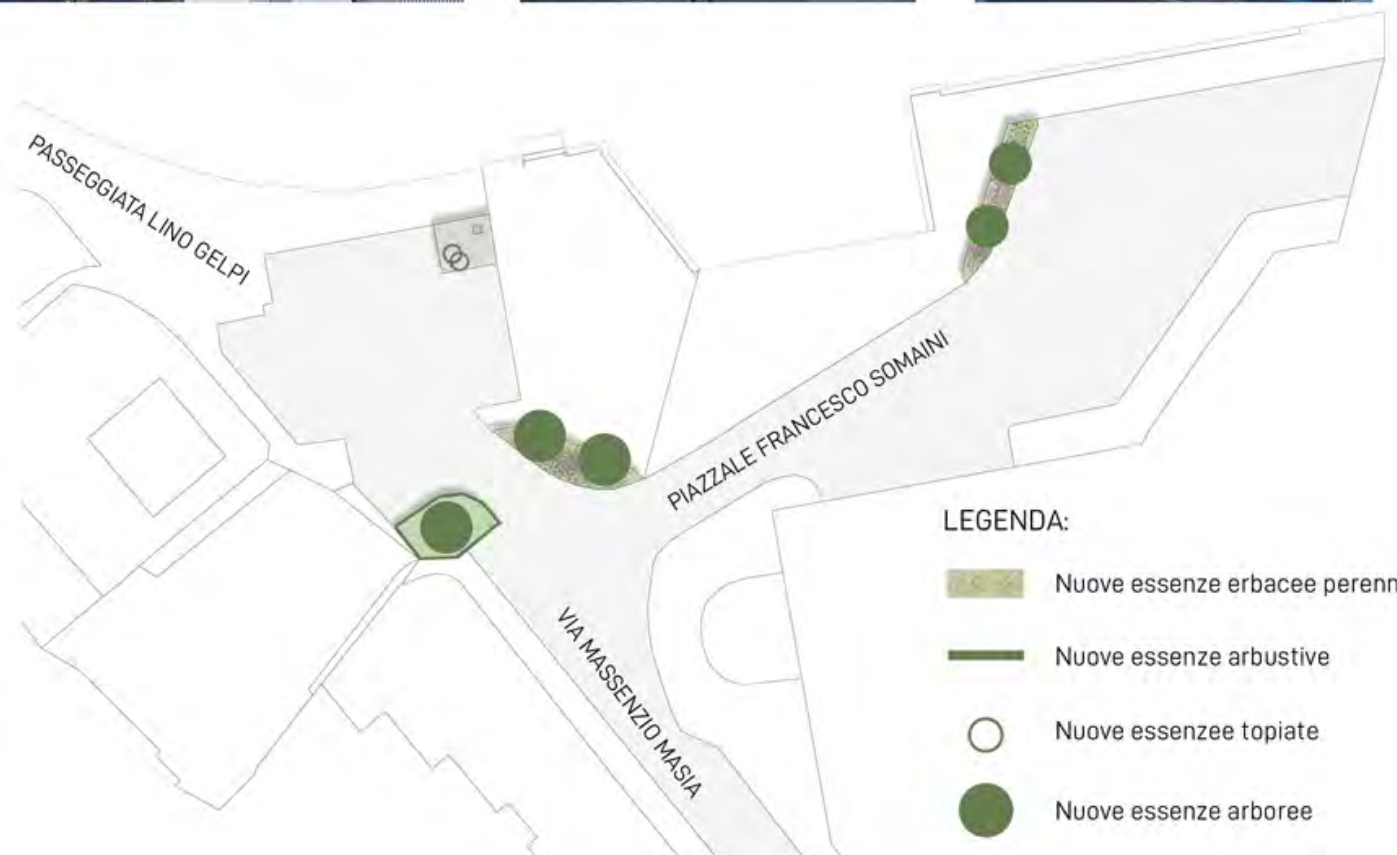 PASSEGGIATA LINO GELPI
PIAZZALE FRANCESCO SOMAINI
VIA MASSENZIO MASIA
LEGENDA:
Nuove essenze erbacee perenn
Nuove essenze arbustive
Nuove essenzee topiate
Nuove essenze arboree